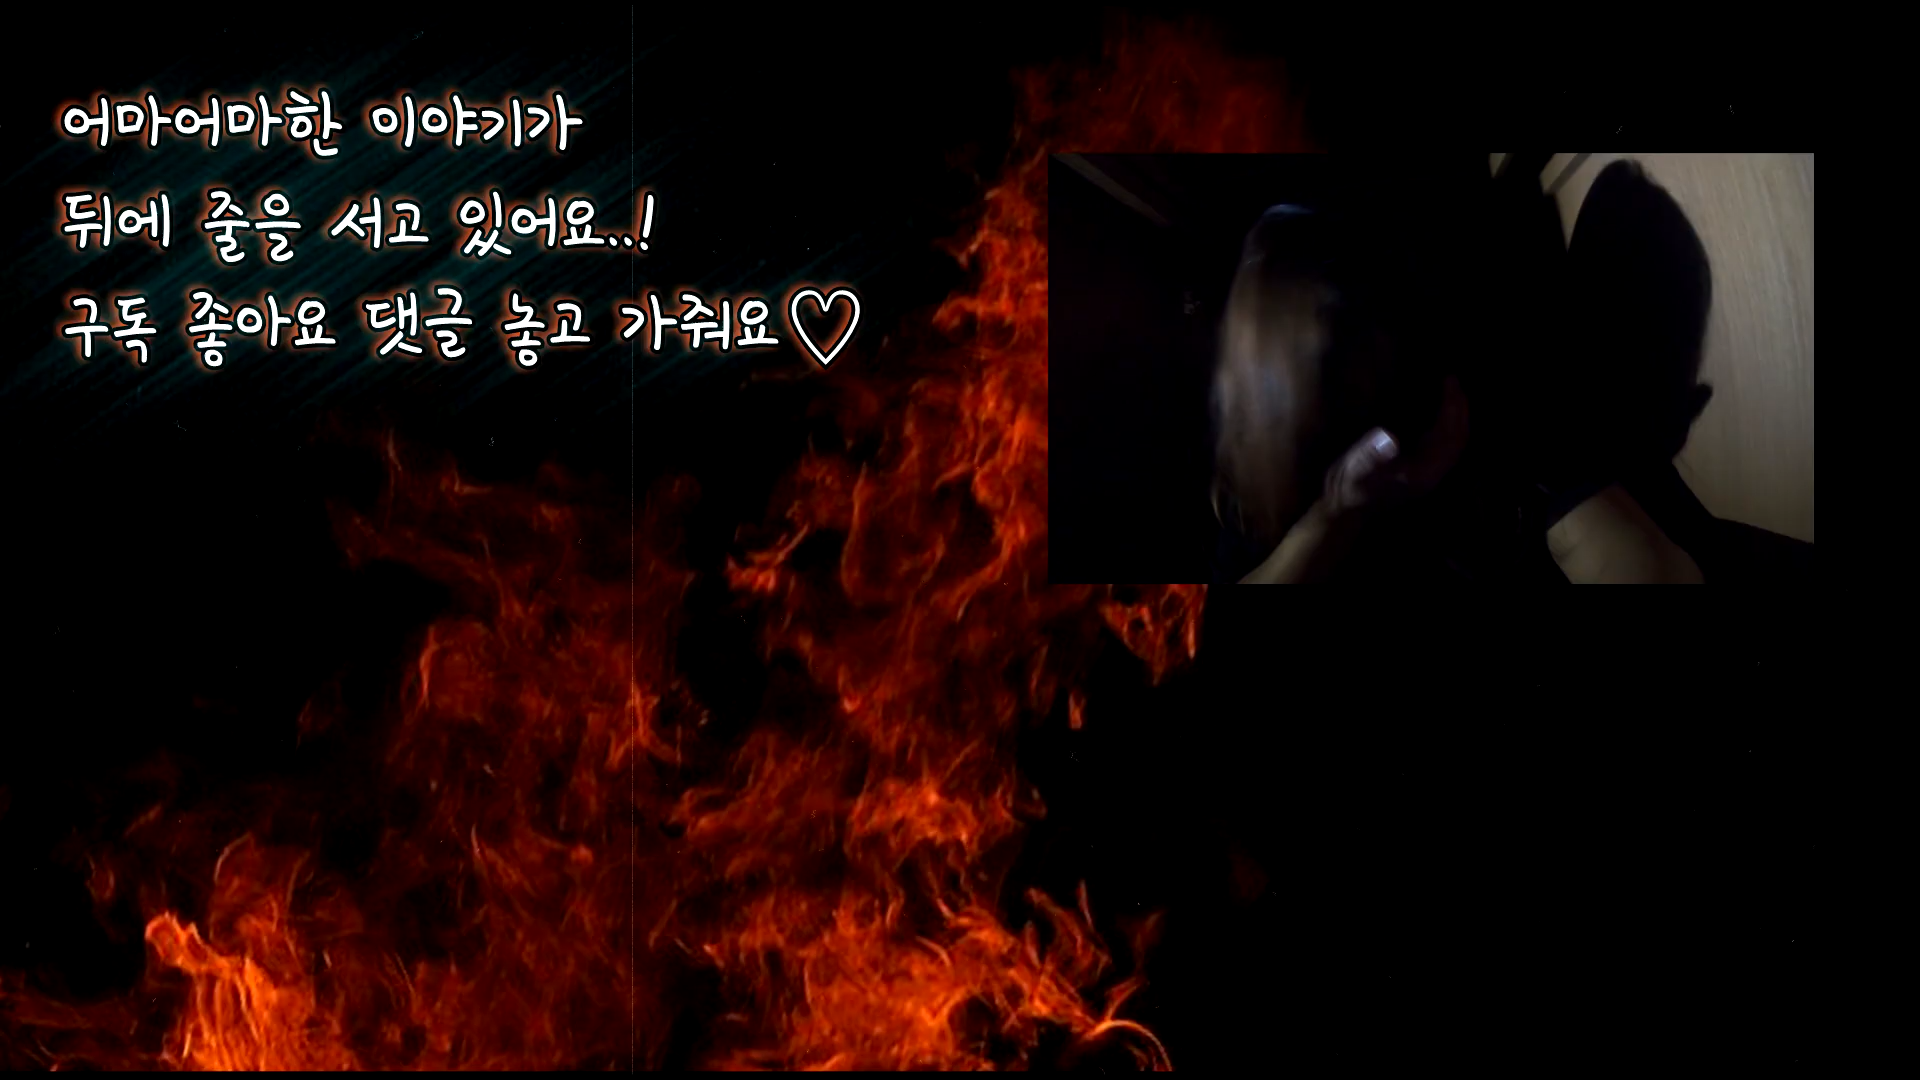 어마어마한 이야기가
뒤에 줄을 서고 있어요..!
구독 좋아요 댓글 놓고 가줘요♡